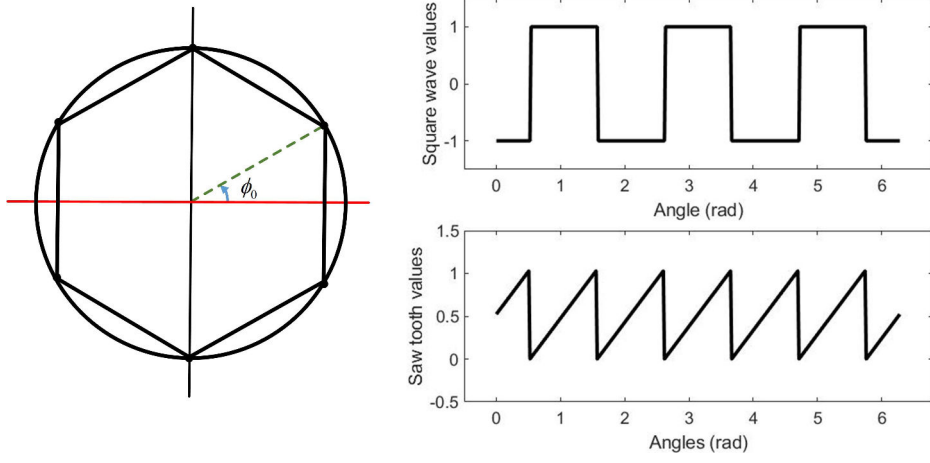 ϕ0
Square wave values
1
0
-1
0 1 2 3 4 5 6
Angle (rad)
Saw tooth values
1.5
1
0.5
0
-0.5
0 1 2 3 4 5 6
Angles (rad)